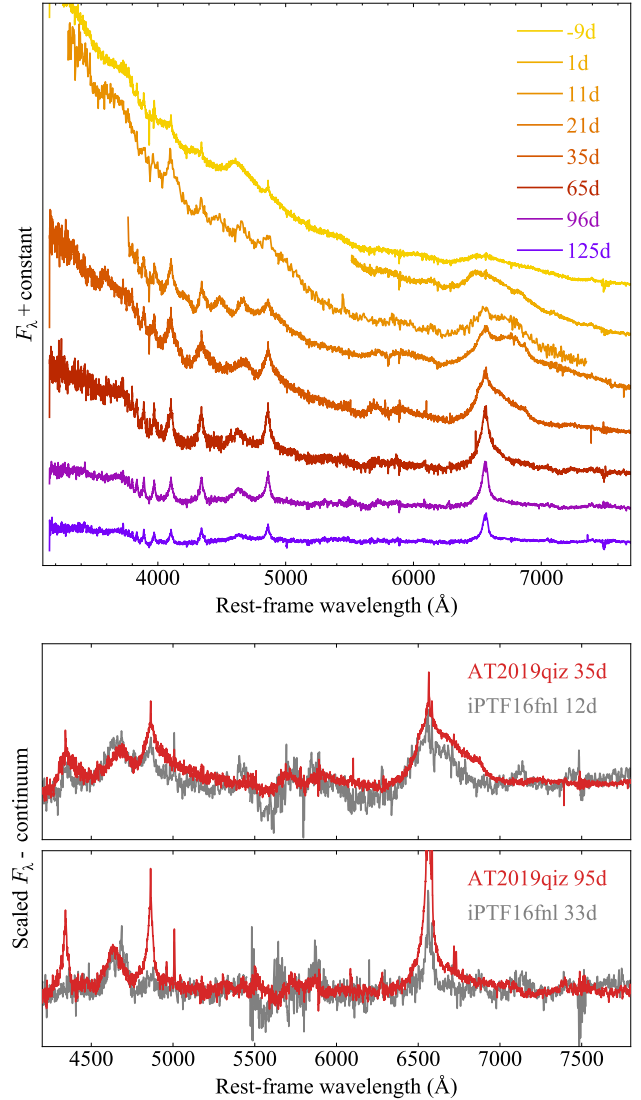 -9d
1d
11d
21d
35d
65d
96d
125d
F_λ + constant
4000 5000 6000 7000
Rest-frame wavelength (Å)
AT2019qiz 35d
iPTF16fnl 12d
AT2019qiz 95d
iPTF16fnl 33d
Scaled F_λ - continuum
4500 5000 5500 6000 6500 7000 7500
Rest-frame wavelength (Å)